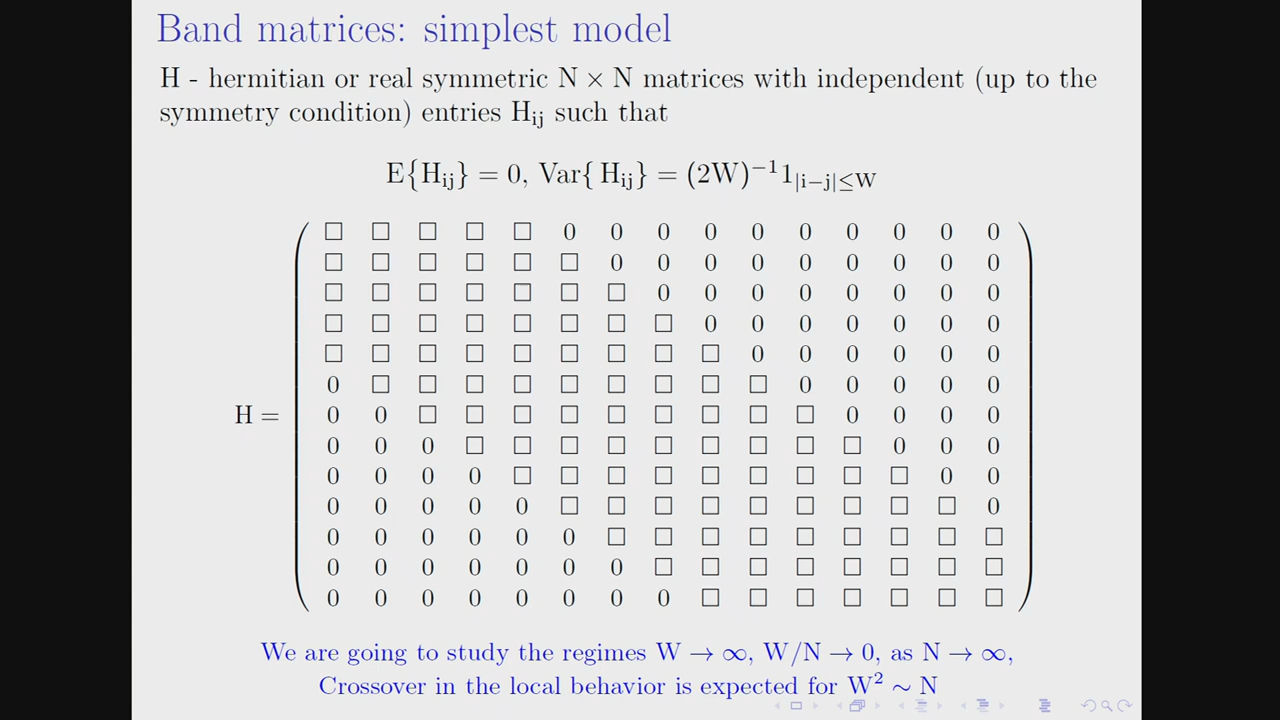 Band matrices: simplest model
H - hermitian or real symmetric N × N matrices with independent (up to the
symmetry condition) entries H_ij such that
E{H_ij} = 0, Var{ H_ij} = (2W)^{-1}1_{|i−j|≤W}
□ □ □ □ □ 0 0 0 0 0 0 0 0 0 0
□ □ □ □ □ □ 0 0 0 0 0 0 0 0 0
□ □ □ □ □ □ □ 0 0 0 0 0 0 0 0
□ □ □ □ □ □ □ □ 0 0 0 0 0 0 0
□ □ □ □ □ □ □ □ □ 0 0 0 0 0 0
0 □ □ □ □ □ □ □ □ □ 0 0 0 0 0
H = 0 0 □ □ □ □ □ □ □ □ □ 0 0 0 0
0 0 0 □ □ □ □ □ □ □ □ □ 0 0 0
0 0 0 0 □ □ □ □ □ □ □ □ □ 0 0
0 0 0 0 0 □ □ □ □ □ □ □ □ □ 0
0 0 0 0 0 0 □ □ □ □ □ □ □ □ □
0 0 0 0 0 0 0 □ □ □ □ □ □ □ □
0 0 0 0 0 0 0 0 □ □ □ □ □ □ □
We are going to study the regimes W → ∞, W/N → 0, as N → ∞,
Crossover in the local behavior is expected for W² ∼ N